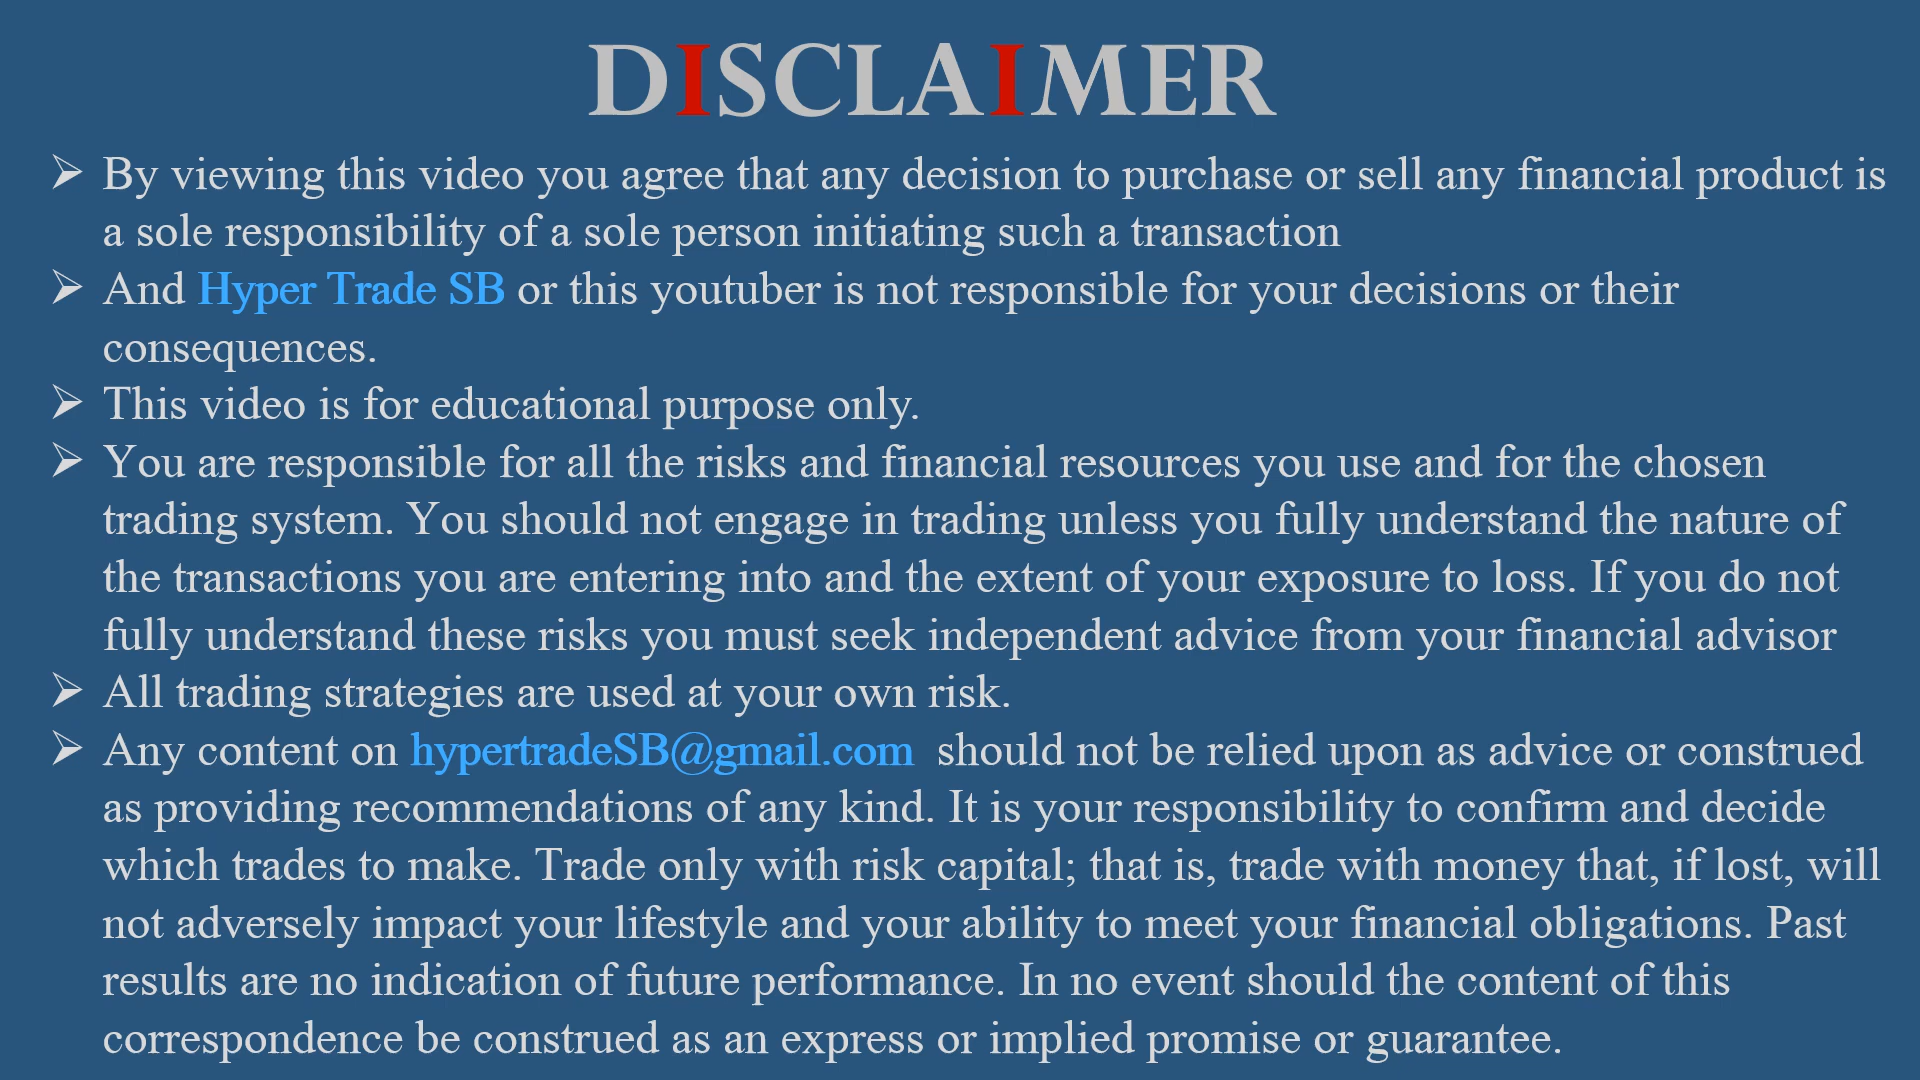 DISCLAIMER
➢ By viewing this video you agree that any decision to purchase or sell any financial product is
a sole responsibility of a sole person initiating such a transaction
➢ And Hyper Trade SB or this youtuber is not responsible for your decisions or their
consequences.
➢ This video is for educational purpose only.
➢ You are responsible for all the risks and financial resources you use and for the chosen
trading system. You should not engage in trading unless you fully understand the nature of
the transactions you are entering into and the extent of your exposure to loss. If you do not
fully understand these risks you must seek independent advice from your financial advisor
➢ All trading strategies are used at your own risk.
➢ Any content on hypertradeSB@gmail.com should not be relied upon as advice or construed
as providing recommendations of any kind. It is your responsibility to confirm and decide
which trades to make. Trade only with risk capital; that is, trade with money that, if lost, will
not adversely impact your lifestyle and your ability to meet your financial obligations. Past
results are no indication of future performance. In no event should the content of this
correspondence be construed as an express or implied promise or guarantee.